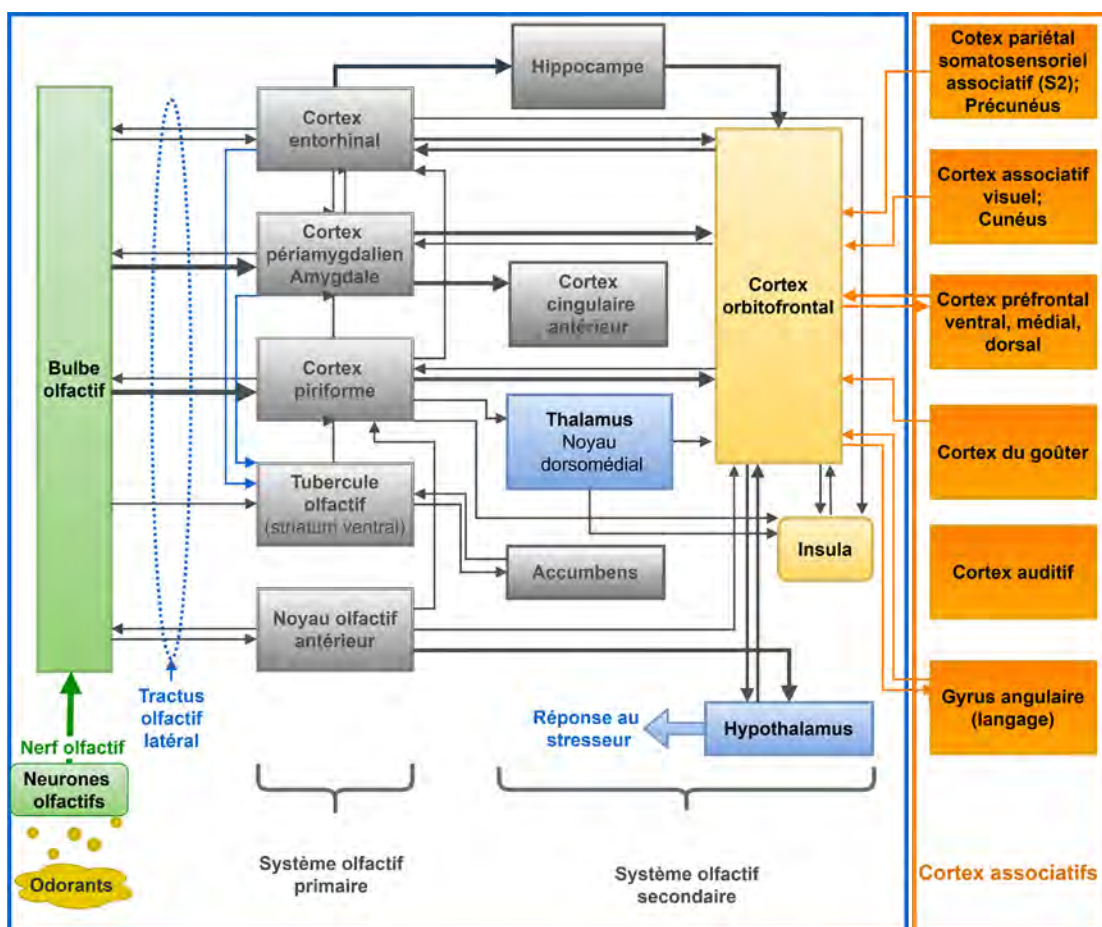 Hippocampe
Cortex
entorhinal
Cortex
périamygdalien
Amygdale
Cortex
cingulaire
antérieur
Cortex
orbitofrontal
Bulbe
olfactif
Cortex
piriforme
Thalamus
Noyau
dorsomédial
Tubercule
olfactif
(striatum ventral)
Insula
Accumbens
Noyau olfactif
antérieur
Tractus
olfactif
latéral
Réponse au
stresseur
Hypothalamus
Nerf olfactif
Neurones
olfactifs
Odorants
Système olfactif
primaire
Système olfactif
secondaire
Cotex pariétal
somatosensoriel
associatif (S2);
Précunéus
Cortex associatif
visuel;
Cunéus
Cortex préfrontal
ventral, médial,
dorsal
Cortex du goûter
Cortex auditif
Gyrus angulaire
(langage)
Cortex associatifs